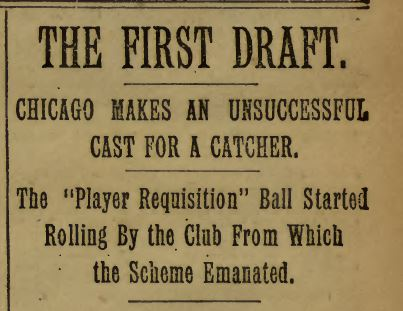 THE FIRST DRAFT.
CHICAGO MAKES AN UNSUCCESSFUL
CAST FOR A CATCHER.
The "Player Requisition" Ball Started
Rolling By the Club From Which
the Scheme Emanated.